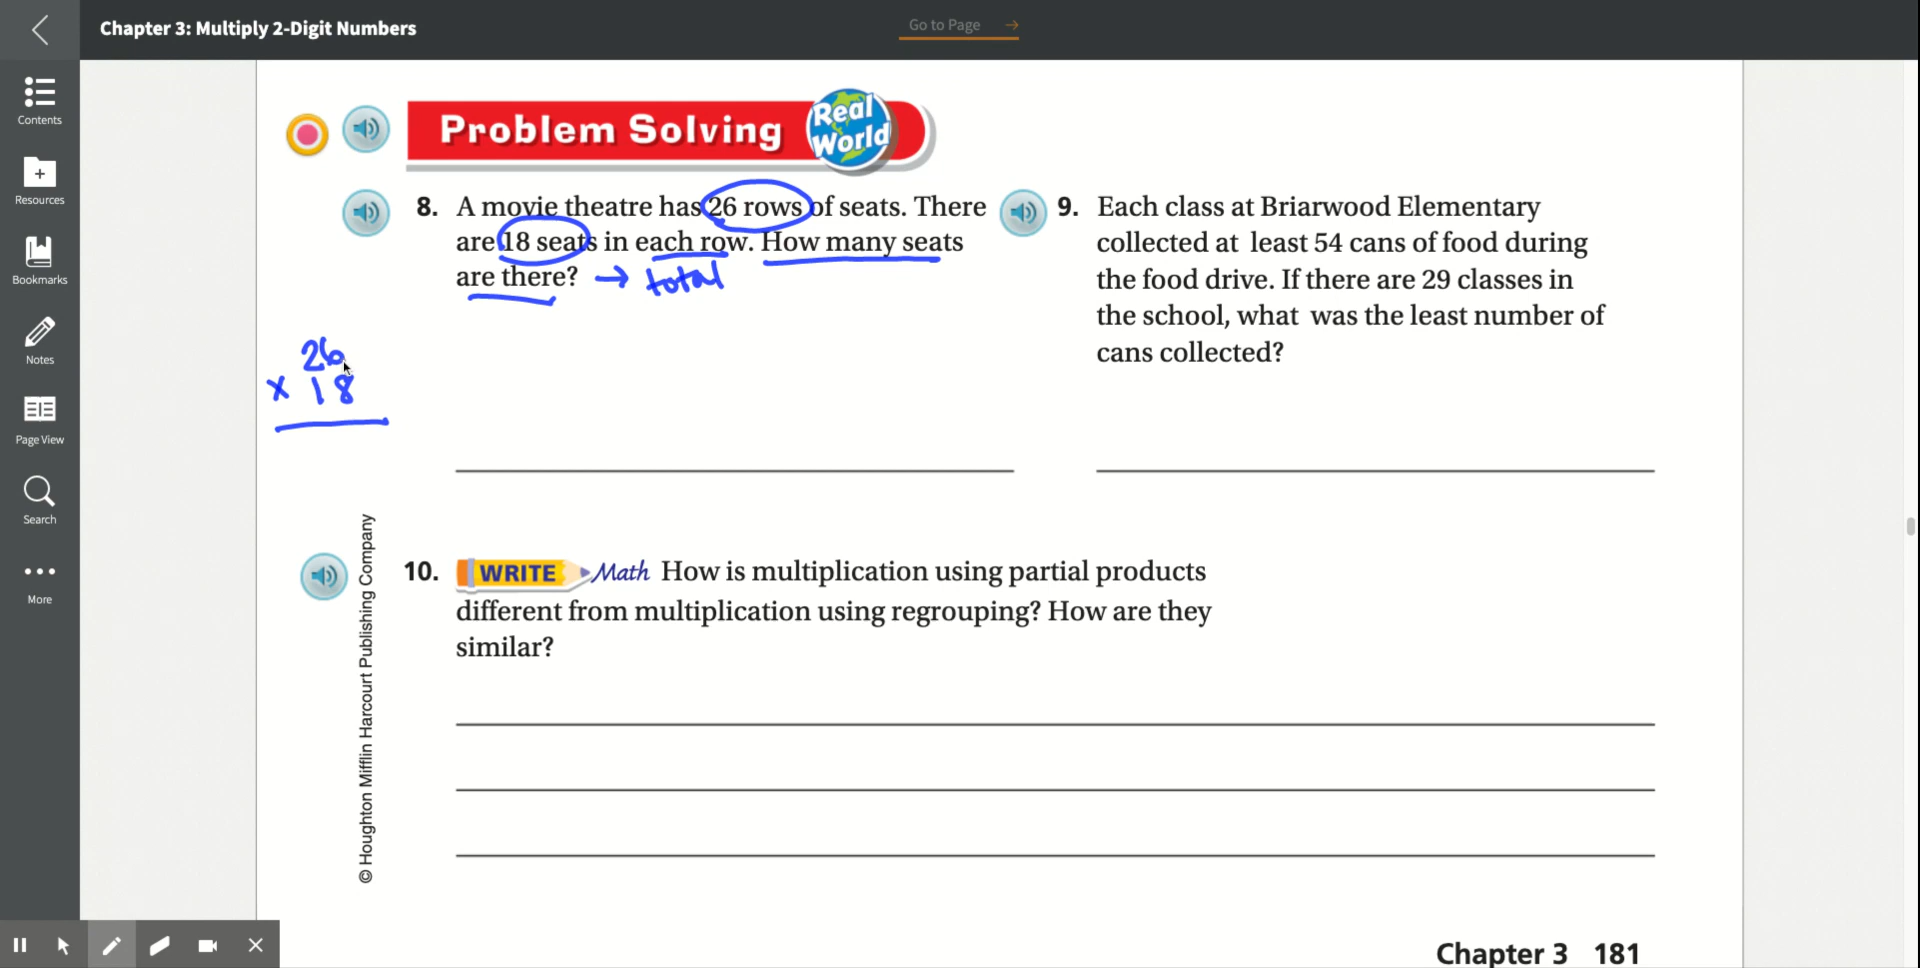 Chapter 3: Multiply 2-Digit Numbers
Go to Page →
Contents
Resources
Bookmarks
Notes
Page View
Search
More
Problem Solving
Real
World
8. A movie theatre has 26 rows of seats. There
are 18 seats in each row. How many seats
are there? → total
26
x 18
9. Each class at Briarwood Elementary
collected at least 54 cans of food during
the food drive. If there are 29 classes in
the school, what was the least number of
cans collected?
10. WRITE Math How is multiplication using partial products
different from multiplication using regrouping? How are they
similar?
© Houghton Mifflin Harcourt Publishing Company
Chapter 3 181